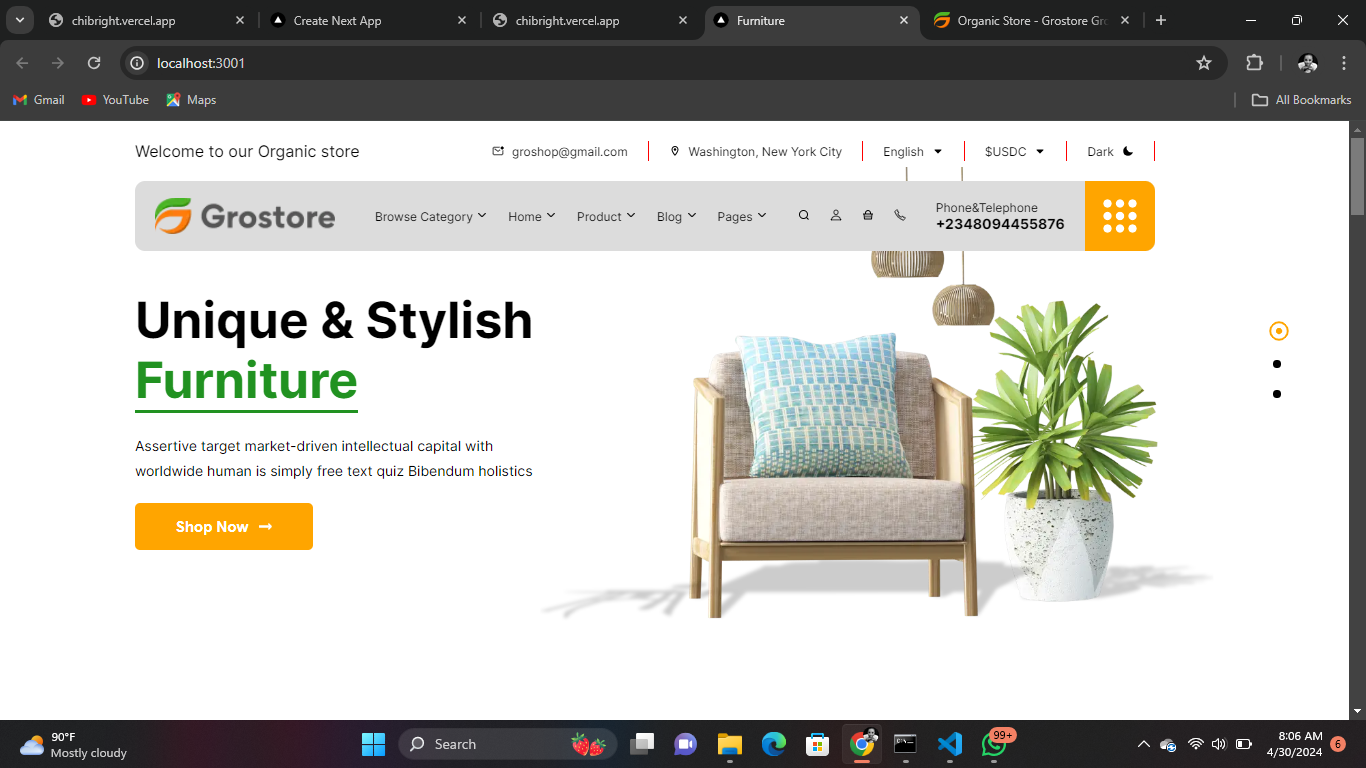 chibright.vercel.app
Create Next App
chibright.vercel.app
Furniture
Organic Store - Grostore Gr
localhost:3001
Gmail
YouTube
Maps
All Bookmarks
Welcome to our Organic store
groshop@gmail.com
Washington, New York City
English
$USDC
Dark
Grostore
Browse Category
Home
Product
Blog
Pages
Phone&Telephone
+2348094455876
Unique & Stylish
Furniture
Assertive target market-driven intellectual capital with
worldwide human is simply free text quiz Bibendum holistics
Shop Now
90°F
Mostly cloudy
Search
99+
8:06 AM
4/30/2024
6